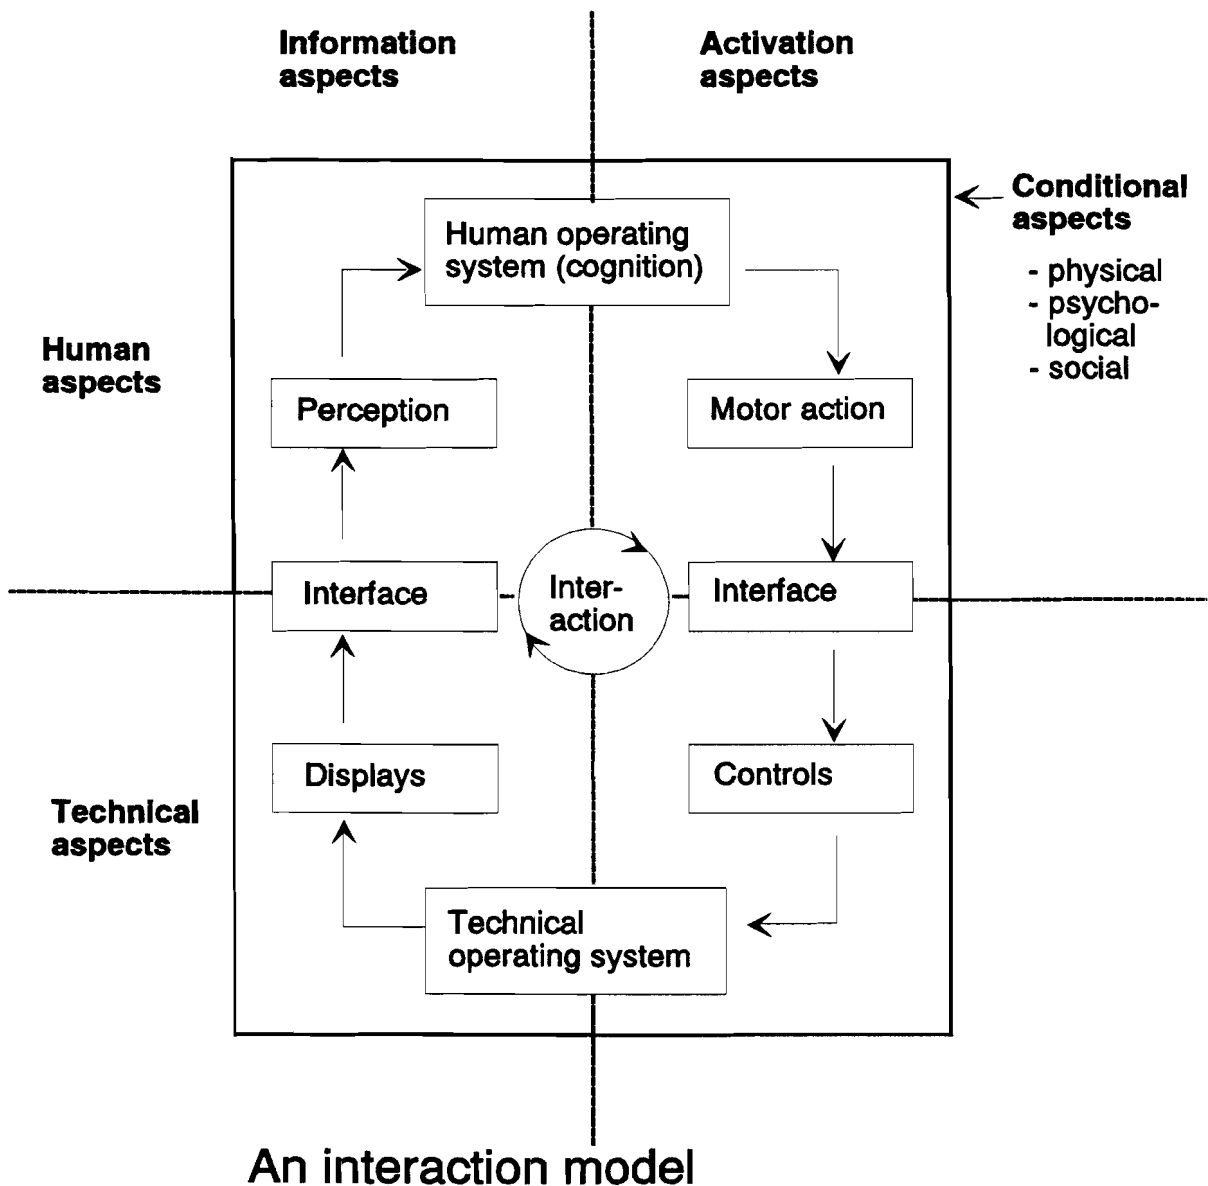 Information
aspects
Activation
aspects
Conditional
aspects
- physical
- psycho-
logical
- social
Human operating
system (cognition)
Human
aspects
Perception
Motor action
Interface
Inter-
action
Interface
Displays
Controls
Technical
aspects
Technical
operating system
An interaction model